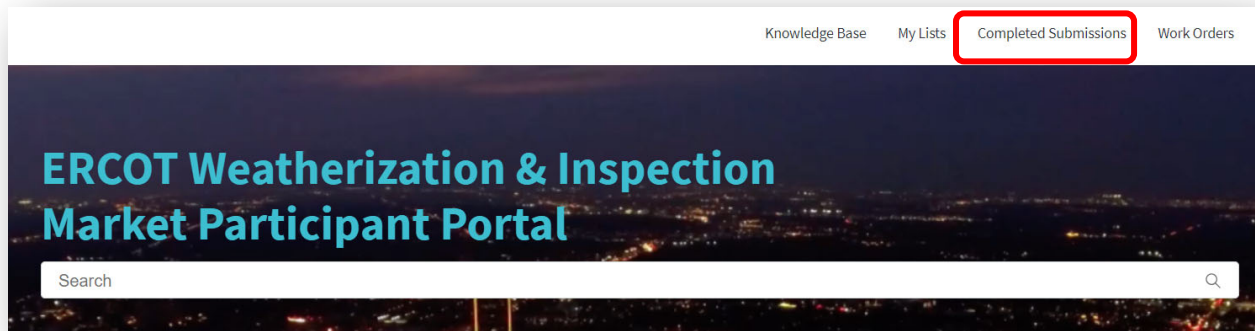 Knowledge Base My Lists Completed Submissions Work Orders
ERCOT Weatherization & Inspection
Market Participant Portal
Search